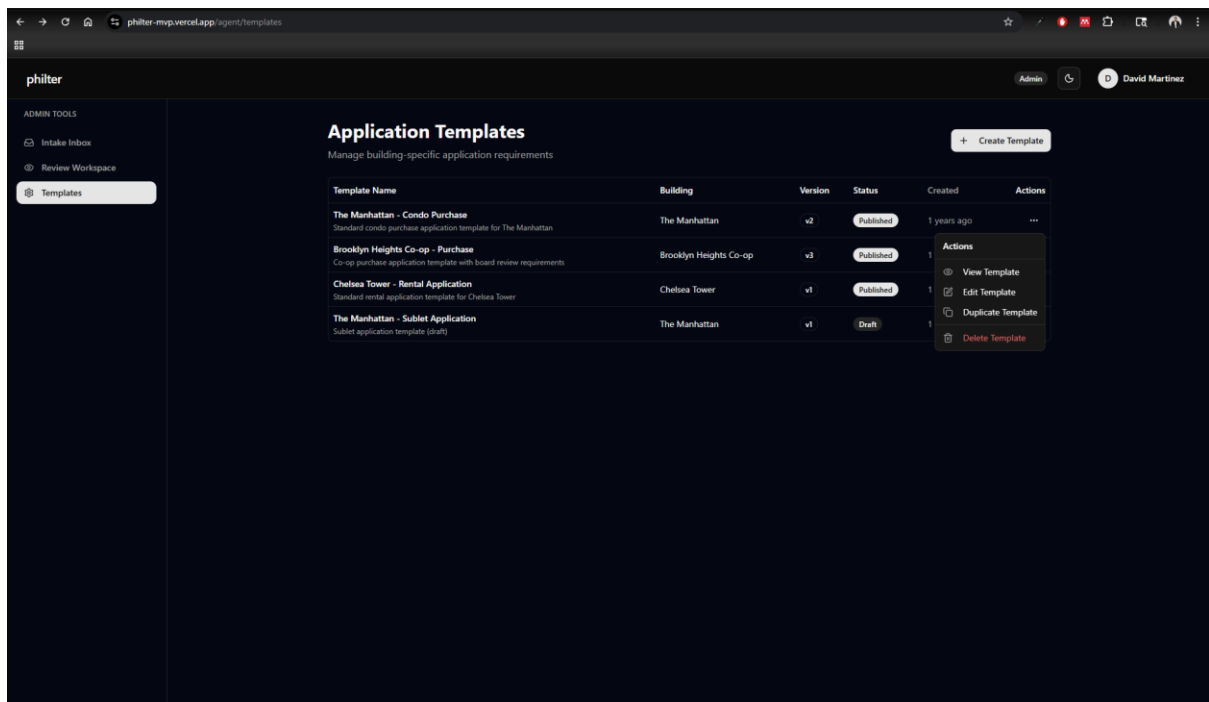 philter-mvp.vercel.app/agent/templates
philter
Admin
D
David Martinez
ADMIN TOOLS
Intake Inbox
Review Workspace
Templates
Application Templates
Manage building-specific application requirements
+ Create Template
Template Name Building Version Status Created Actions
The Manhattan - Condo Purchase
Standard condo purchase application template for The Manhattan
The Manhattan v2 Published 1 years ago ...
Brooklyn Heights Co-op - Purchase
Co-op purchase application template with board review requirements
Brooklyn Heights Co-op v3 Published 1
Chelsea Tower - Rental Application
Standard rental application template for Chelsea Tower
Chelsea Tower v1 Published 1
The Manhattan - Sublet Application
Sublet application template (draft)
The Manhattan v1 Draft 1
Actions
View Template
Edit Template
Duplicate Template
Delete Template